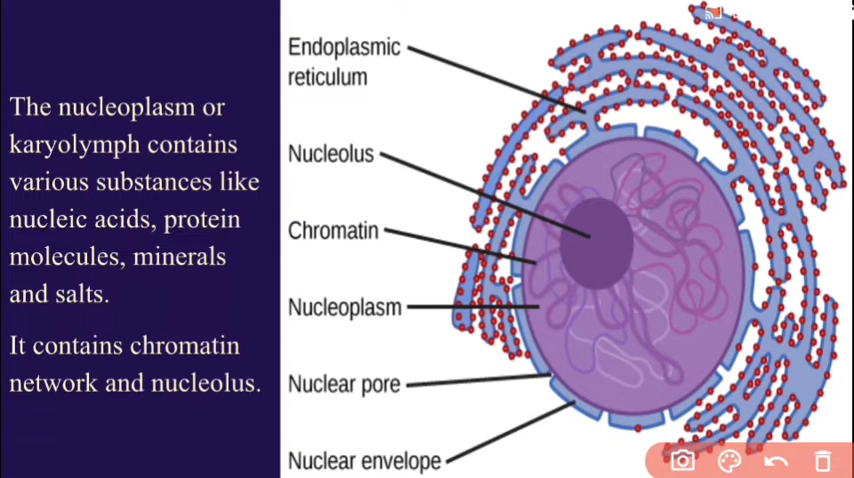 The nucleoplasm or
karyolymph contains
various substances like
nucleic acids, protein
molecules, minerals
and salts.
It contains chromatin
network and nucleolus.
Endoplasmic
reticulum
Nucleolus
Chromatin
Nucleoplasm
Nuclear pore
Nuclear envelope